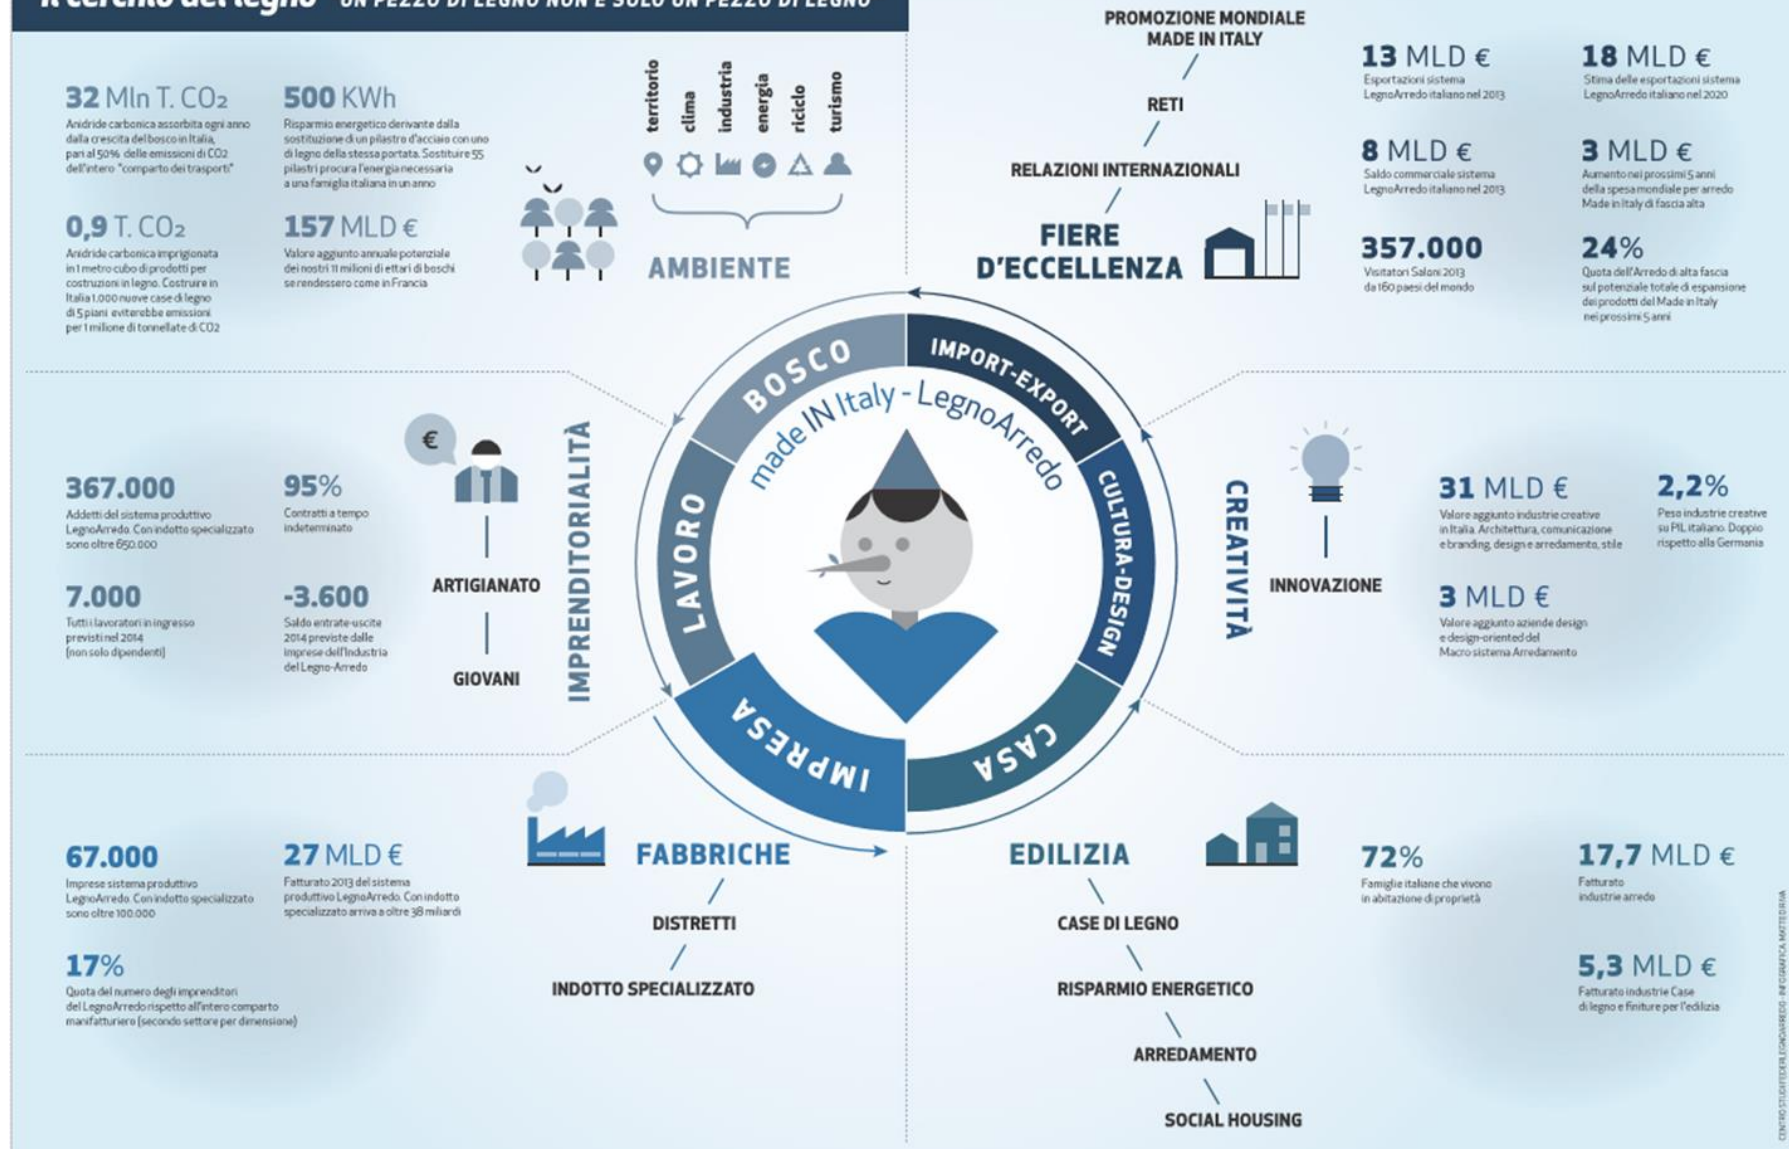 Il cerchio del legno UN PEZZO DI LEGNO NON È SOLO UN PEZZO DI LEGNO
32 Mln T. CO2
Anidride carbonica assorbita ogni anno
dalla crescita del bosco in Italia,
pari al 50% delle emissioni di CO2
dell'intero "comparto dei trasporti"
500 KWh
Risparmio energetico derivante dalla
sostituzione di un pilastro d'acciaio con uno
di legno della stessa portata. Sostituire 55
pilastri procura l'energia necessaria
a una famiglia italiana in un anno
0,9 T. CO2
Anidride carbonica imprigionata
in 1 metro cubo di prodotti per
costruzioni in legno. Costruire in
Italia 1.000 nuove case di legno
di 5 piani eviterebbe emissioni
per 1 milione di tonnellate di CO2
157 MLD €
Valore aggiunto annuale potenziale
dei nostri 11 milioni di ettari di boschi
se rendessero come in Francia
territorio
clima
industria
energia
riciclo
turismo
AMBIENTE
PROMOZIONE MONDIALE
MADE IN ITALY
RETI
RELAZIONI INTERNAZIONALI
FIERE
D'ECCELLENZA
13 MLD €
Esportazioni sistema
LegnoArredo italiano nel 2013
18 MLD €
Stima delle esportazioni sistema
LegnoArredo italiano nel 2020
8 MLD €
Saldo commerciale sistema
LegnoArredo italiano nel 2013
3 MLD €
Aumento nei prossimi 5 anni
della spesa mondiale per arredo
Made in Italy di fascia alta
357.000
Visitatori Saloni 2013
da 160 paesi del mondo
24%
Quota dell'Arredo di alta fascia
sul potenziale totale di espansione
dei prodotti del Made in Italy
nei prossimi 5 anni
BOSCO
IMPORT-EXPORT
CULTURA-DESIGN
CASA
IMPRESA
LAVORO
made IN Italy - LegnoArredo
367.000
Addetti del sistema produttivo
LegnoArredo. Con indotto specializzato
sono oltre 650.000
95%
Contratti a tempo
indeterminato
7.000
Tutti i lavoratori in ingresso
previsti nel 2014
(non solo dipendenti)
-3.600
Saldo entrate-uscite
2014 previste dalle
imprese dell'Industria
del Legno-Arredo
€
ARTIGIANATO
GIOVANI
IMPRENDITORIALITÀ
CREATIVITÀ
INNOVAZIONE
31 MLD €
Valore aggiunto industrie creative
in Italia. Architettura, comunicazione
e branding, design e arredamento, stile
2,2%
Peso industrie creative
su PIL italiano. Doppio
rispetto alla Germania
3 MLD €
Valore aggiunto aziende design
e design-oriented del
Macro sistema Arredamento
67.000
Imprese sistema produttivo
LegnoArredo. Con indotto specializzato
sono oltre 100.000
27 MLD €
Fatturato 2013 del sistema
produttivo LegnoArredo. Con indotto
specializzato arriva a oltre 38 miliardi
17%
Quota del numero degli imprenditori
del LegnoArredo rispetto all'intero comparto
manifatturiero (secondo settore per dimensione)
FABBRICHE
DISTRETTI
INDOTTO SPECIALIZZATO
EDILIZIA
CASE DI LEGNO
RISPARMIO ENERGETICO
ARREDAMENTO
SOCIAL HOUSING
72%
Famiglie italiane che vivono
in abitazione di proprietà
17,7 MLD €
Fatturato
industrie arredo
5,3 MLD €
Fatturato industrie Case
di legno e finiture per l'edilizia
CENTRO STUDI FEDERLEGNOARREDO - INFOGRAFICA MATTEO RIVA